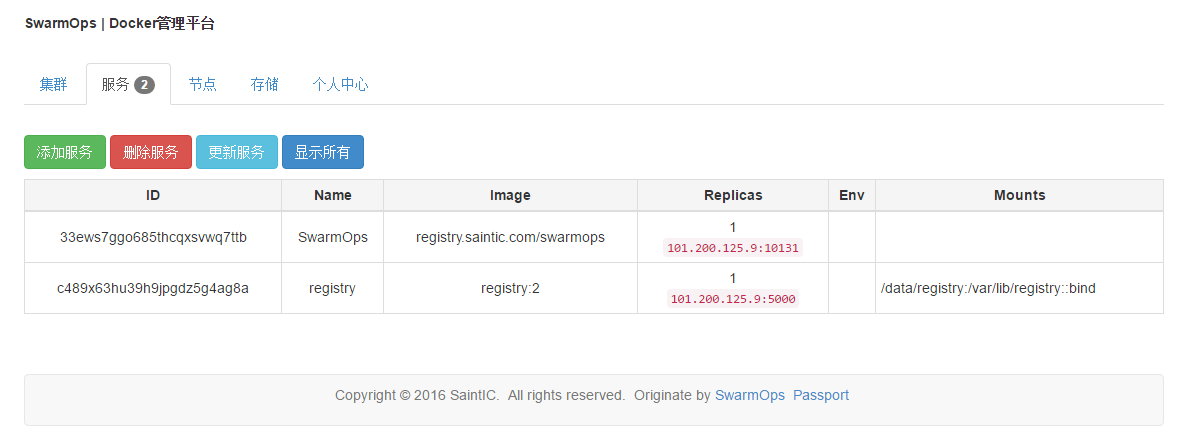 SwarmOps | Docker管理平台
集群 服务 2 节点 存储 个人中心
添加服务 删除服务 更新服务 显示所有
ID Name Image Replicas Env Mounts
33ews7ggo685thcqxsvwq7ttb SwarmOps registry.saintic.com/swarmops 1
101.200.125.9:10131
c489x63hu39h9jpgdz5g4ag8a registry registry:2 1 /data/registry:/var/lib/registry::bind
101.200.125.9:5000
Copyright © 2016 SaintIC. All rights reserved. Originate by SwarmOps Passport